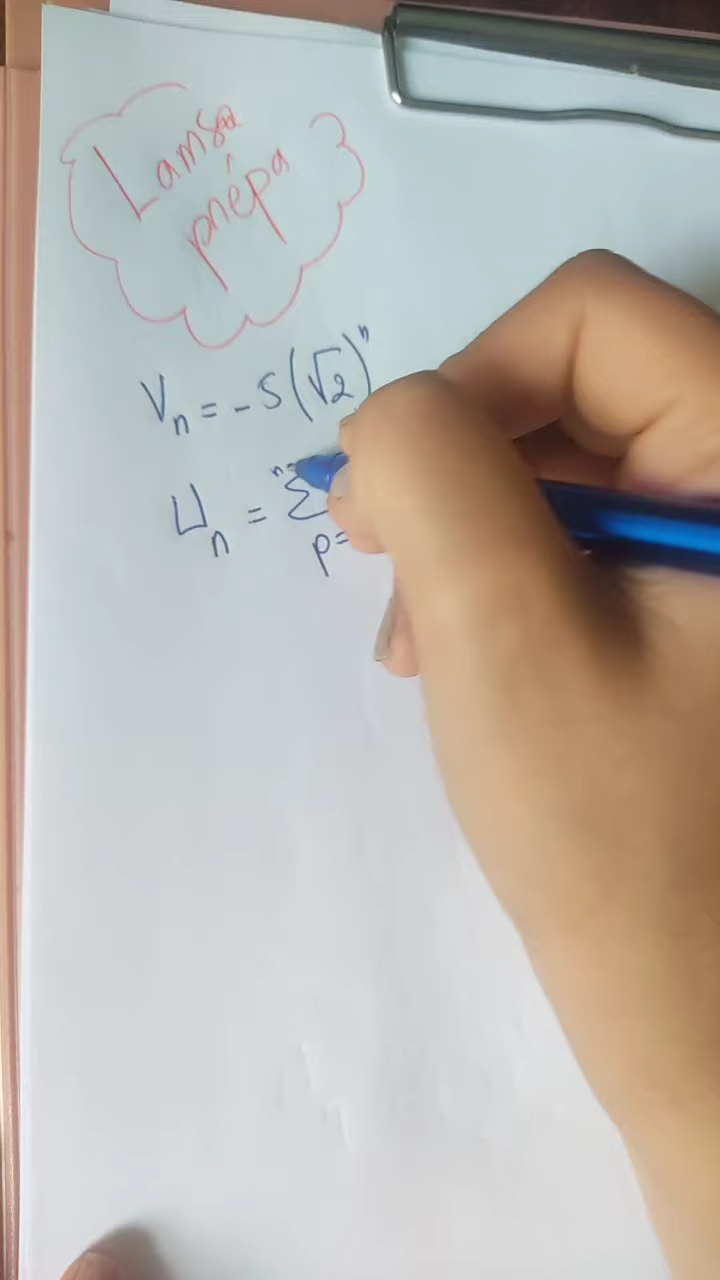 Lamsa
prépa
Vn = -5(√2)^n
Un = Σ
p=